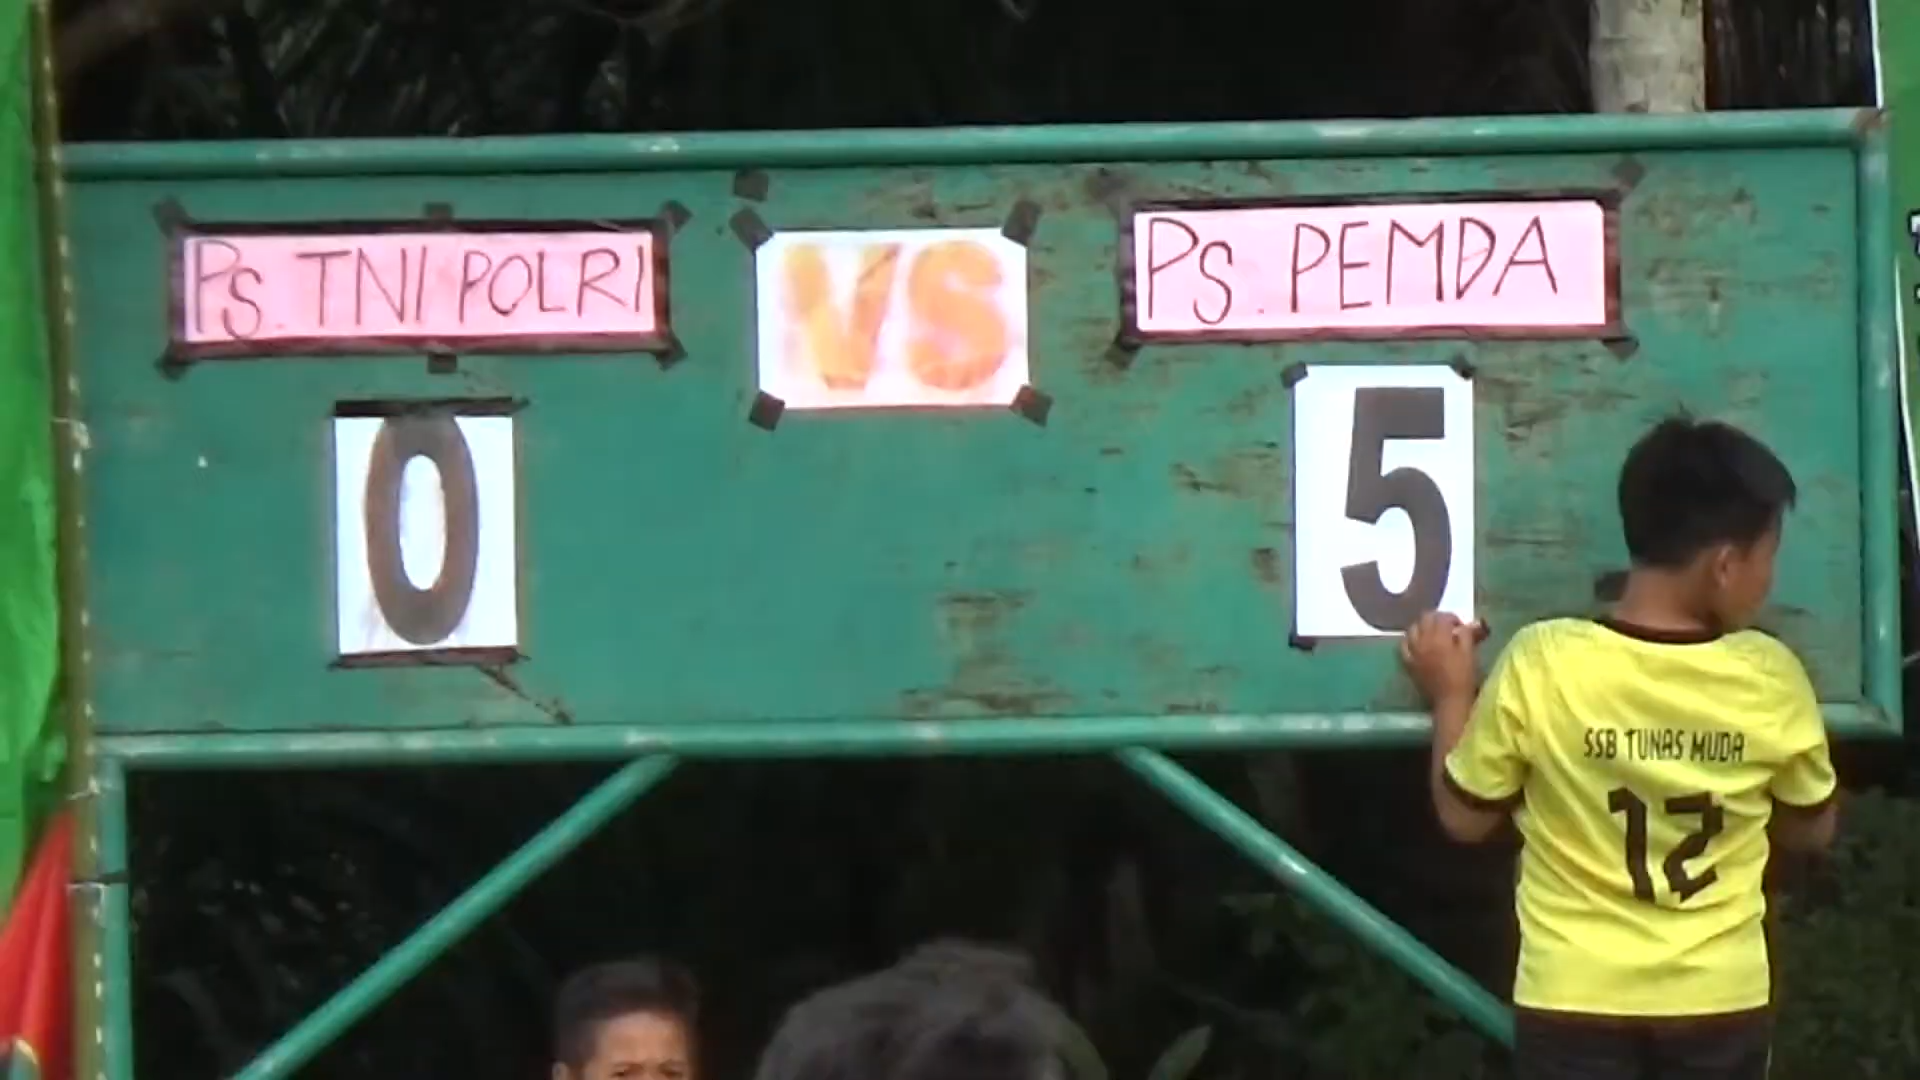 Ps. TNI POLRI
VS
Ps. PEMDA
0
5
SSB TUNAS MUDA
12